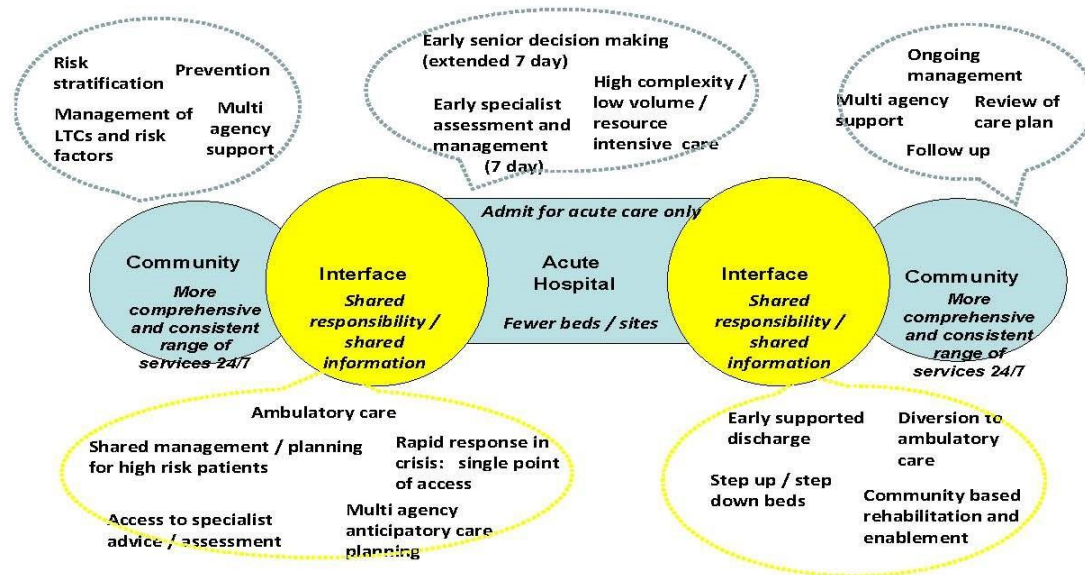 Risk
stratification
Prevention
Management of
LTCs and risk
factors
Multi
agency
support
Early senior decision making
(extended 7 day)
Early specialist
assessment and
management
(7 day)
High complexity /
low volume /
resource
intensive care
Ongoing
management
Multi agency
support
Review of
care plan
Follow up
Community
More
comprehensive
and consistent
range of
services 24/7
Interface
Shared
responsibility /
shared
information
Admit for acute care only
Acute
Hospital
Fewer beds / sites
Interface
Shared
responsibility /
shared
information
Community
More
comprehensive
and consistent
range of
services 24/7
Ambulatory care
Shared management / planning
for high risk patients
Rapid response in
crisis: single point
of access
Access to specialist
advice / assessment
Multi agency
anticipatory care
planning
Early supported
discharge
Diversion to
ambulatory
care
Step up / step
down beds
Community based
rehabilitation and
enablement